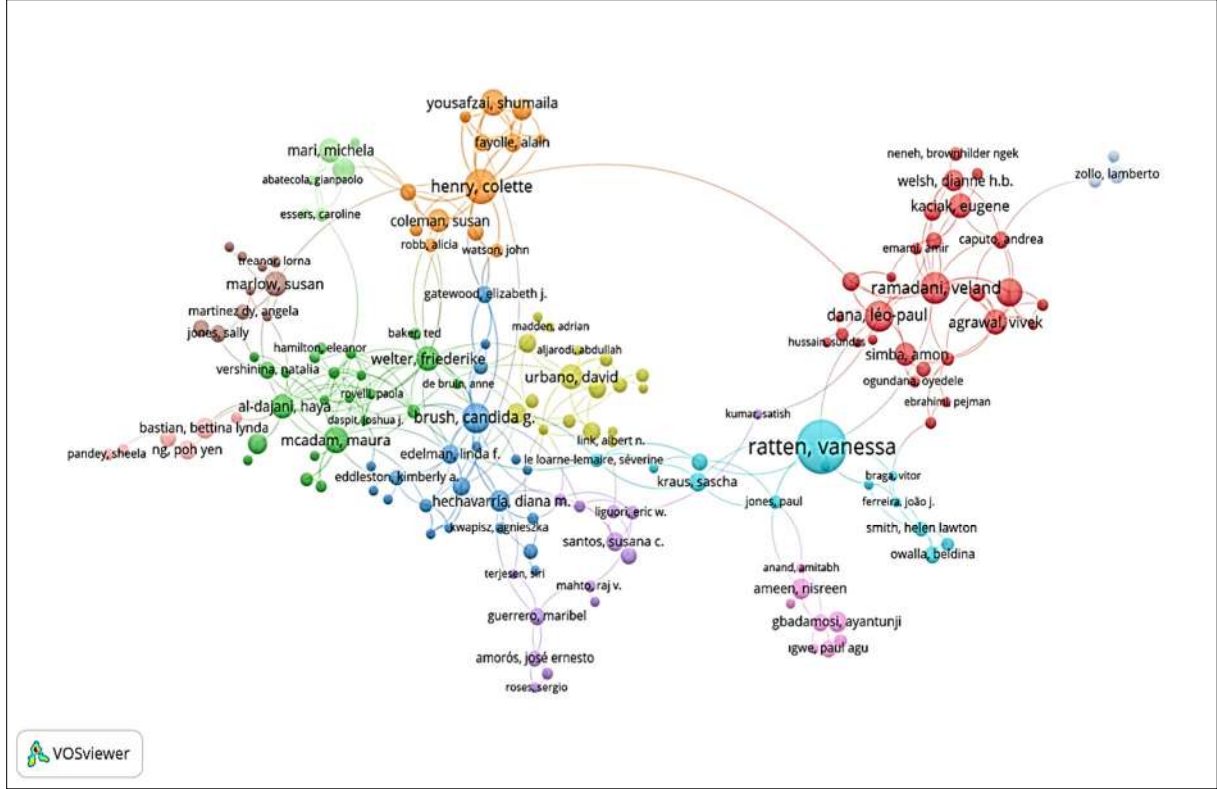 yousafzai, shumaila
fayolle, alain
mari, michela
neneh, brownhilder ngek
zollo, lamberto
abatecola, gianpaolo
henry, colette
welsh, dianne h.b.
kaciak, eugene
essers, caroline
coleman, susan
robb, alicia
watson, john
emami, amir
caputo, andrea
treanor, lorna
marlow, susan
gatewood, elizabeth j.
ramadani, veland
martinez dy, angela
dana, léo-paul
agrawal, vivek
jones, sally
baker, ted
madden, adrian
hussain, sundas
hamilton, eleanor
welter, friederike
aljarodi, abdullah
simba, amon
vershinina, natalia
urbano, david
ogundana, oyedele
de bruin, anne
rovelli, paola
al-dajani, haya
ebrahimi, pejman
daspit, joshua j.
brush, candida g.
kumar, satish
bastian, bettina lynda
mcadam, maura
link, albert n.
ratten, vanessa
pandey, sheela
ng, poh yen
edelman, linda f.
le loarne-lemaire, séverine
eddleston, kimberly a.
kraus, sascha
braga, vitor
hechavarría, diana m.
jones, paul
ferreira, joão j.
liguori, eric w.
kwapisz, agnieszka
smith, helen lawton
santos, susana c.
owalla, beldina
terjesen, siri
anand, amitabh
mahto, raj v.
ameen, nisreen
guerrero, maribel
gbadamosi, ayantunji
igwe, paul agu
amorós, josé ernesto
roses, sergio
VOSviewer